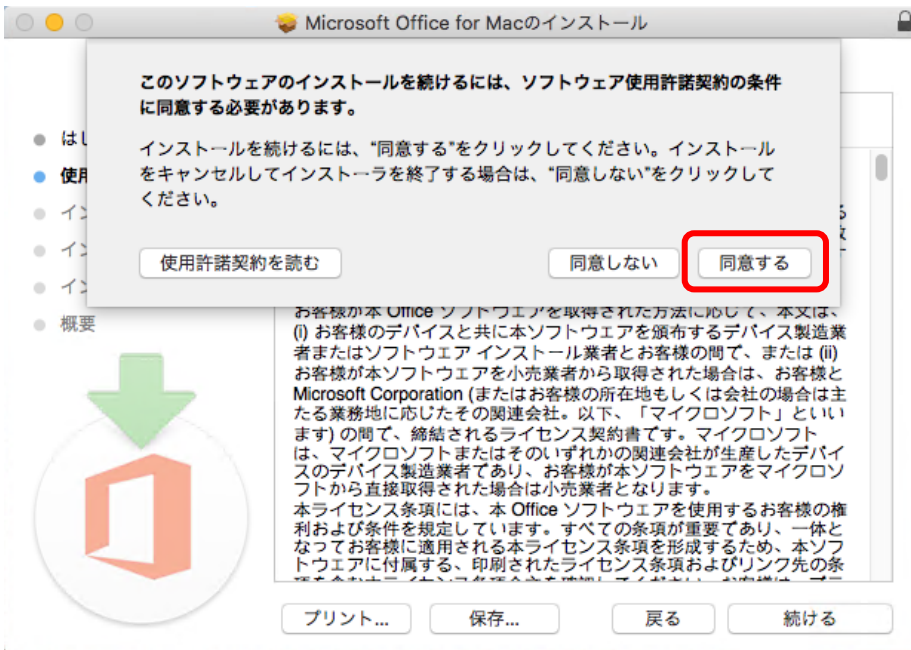 Microsoft Office for Macのインストール
このソフトウェアのインストールを続けるには、ソフトウェア使用許諾契約の条件
に同意する必要があります。
インストールを続けるには、“同意する”をクリックしてください。インストール
をキャンセルしてインストーラを終了する場合は、“同意しない”をクリックして
ください。
使用許諾契約を読む
同意しない
同意する
はじ
使用
イン
イン
イン
概要
お客様が本 Office ソフトウェアを取得された方法に応じて、本文は、
(i) お客様のデバイスと共に本ソフトウェアを頒布するデバイス製造業
者またはソフトウェア インストール業者とお客様の間で、または (ii)
お客様が本ソフトウェアを小売業者から取得された場合は、お客様と
Microsoft Corporation (またはお客様の所在地もしくは会社の場合は主
たる業務地に応じたその関連会社。以下、「マイクロソフト」といい
ます) の間で、締結されるライセンス契約書です。マイクロソフト
は、マイクロソフトまたはそのいずれかの関連会社が生産したデバイ
スのデバイス製造業者であり、お客様が本ソフトウェアをマイクロソ
フトから直接取得された場合は小売業者となります。
本ライセンス条項には、本 Office ソフトウェアを使用するお客様の権
利および条件を規定しています。すべての条項が重要であり、一体と
なってお客様に適用される本ライセンス条項を形成するため、本ソフ
トウェアに付属する、印刷されたライセンス条項およびリンク先の条
プリント...
保存...
戻る
続ける